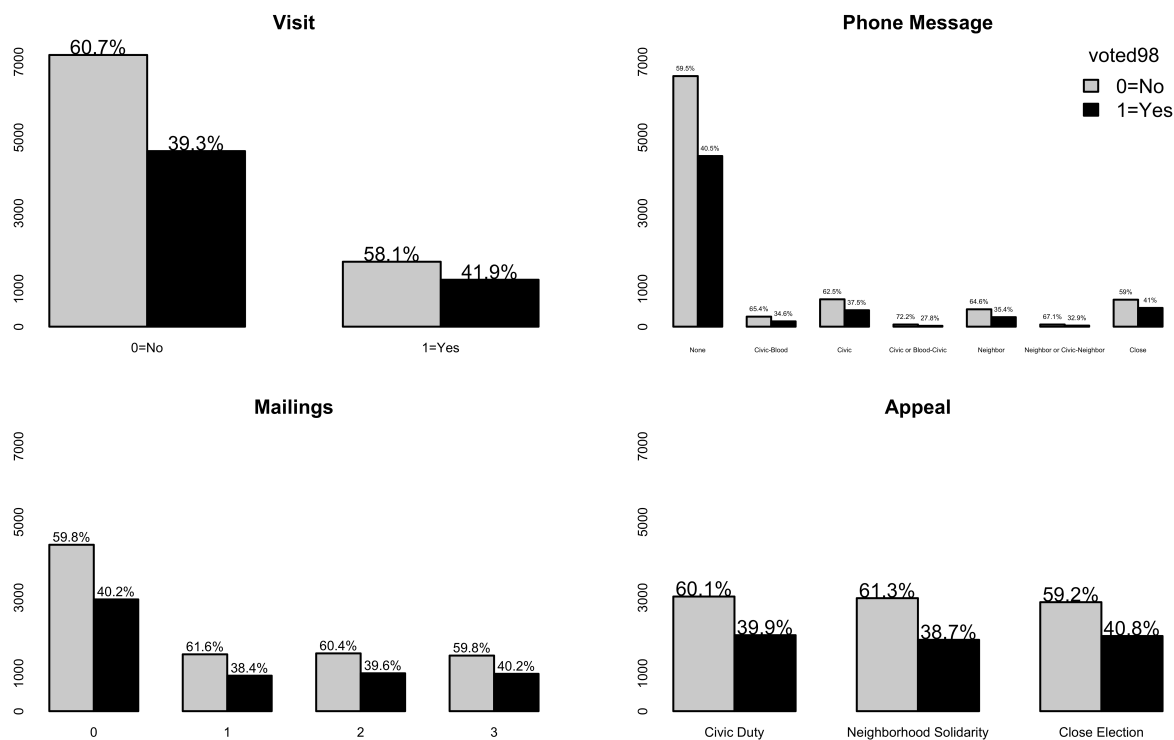 Visit
7000
5000
3000
1000
0
60.7%
39.3%
58.1%
41.9%
0=No
1=Yes
Phone Message
voted98
0=No
1=Yes
7000
5000
3000
1000
0
59.5%
40.5%
65.4%
34.6%
62.5%
37.5%
72.2%
27.8%
64.6%
35.4%
67.1%
32.9%
59%
41%
None
Civic-Blood
Civic
Civic or Blood-Civic
Neighbor
Neighbor or Civic-Neighbor
Close
Mailings
7000
5000
3000
1000
0
59.8%
40.2%
61.6%
38.4%
60.4%
39.6%
59.8%
40.2%
0
1
2
3
Appeal
7000
5000
3000
1000
0
60.1%
39.9%
61.3%
38.7%
59.2%
40.8%
Civic Duty
Neighborhood Solidarity
Close Election